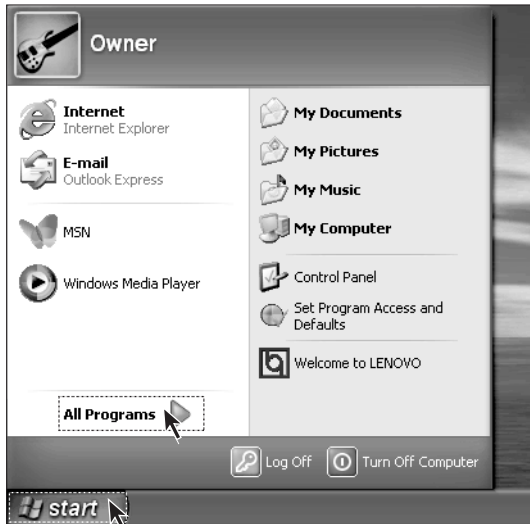 Owner
Internet
Internet Explorer
E-mail
Outlook Express
MSN
Windows Media Player
All Programs
My Documents
My Pictures
My Music
My Computer
Control Panel
Set Program Access and
Defaults
Welcome to LENOVO
Log Off
Turn Off Computer
start